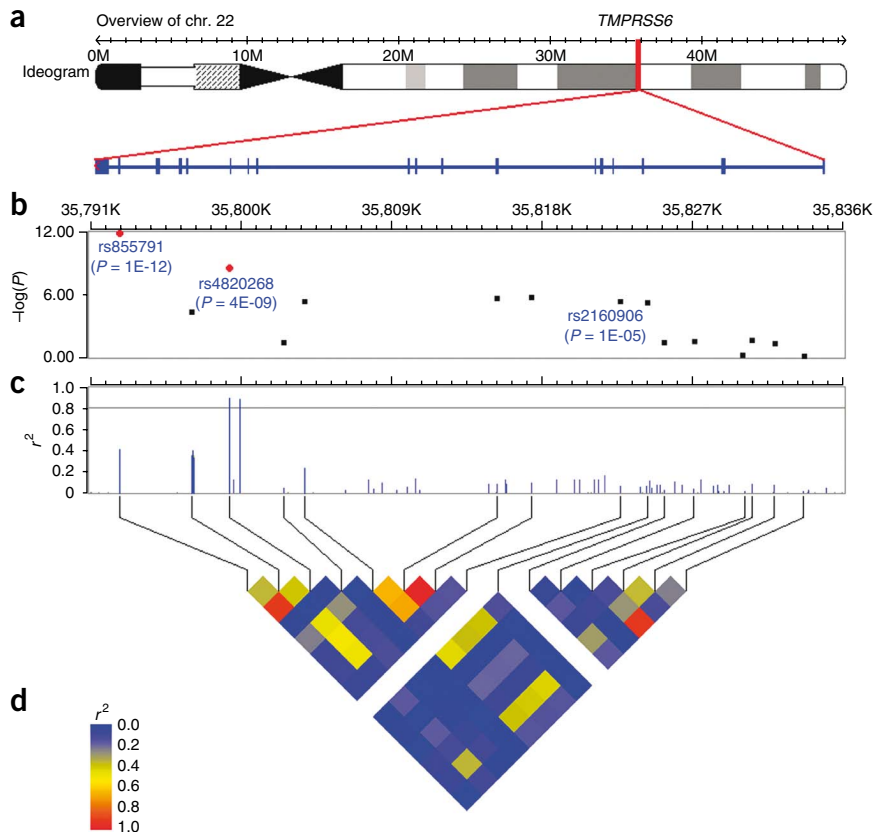 a
Overview of chr. 22
TMPRSS6
0M 10M 20M 30M 40M
Ideogram
b
35,791K 35,800K 35,809K 35,818K 35,827K 35,836K
12.00
6.00
0.00
–log(P)
rs855791
(P = 1E-12)
rs4820268
(P = 4E-09)
rs2160906
(P = 1E-05)
c
1.0
0.8
0.6
0.4
0.2
0
r2
d
r2
0.0
0.2
0.4
0.6
0.8
1.0